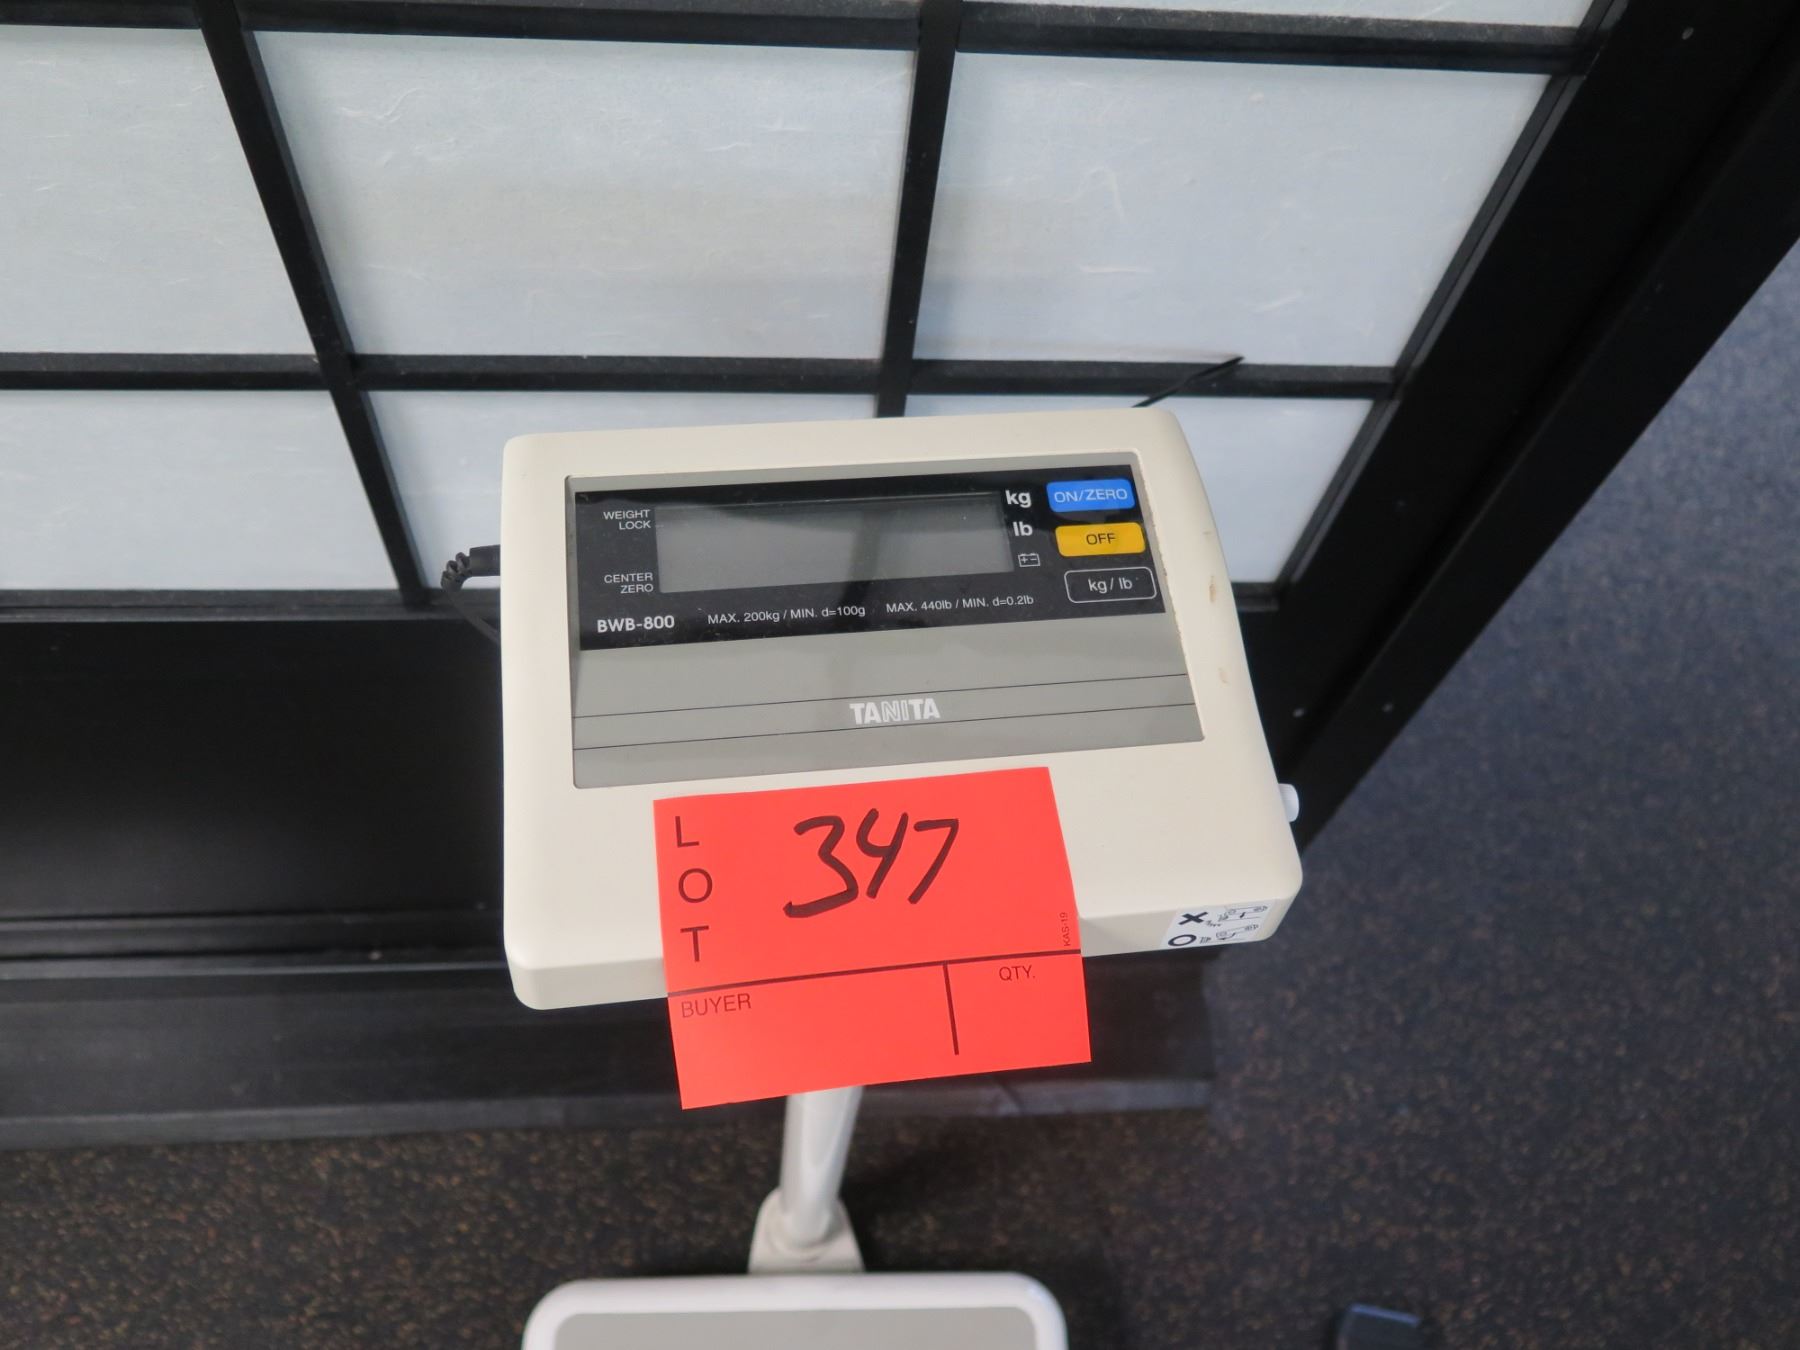 WEIGHT
LOCK
kg
ON/ZERO
lb
OFF
CENTER
ZERO
kg / lb
BWB-800
MAX. 200kg / MIN. d=100g
MAX. 440lb / MIN. d=0.2lb
TANITA
LOT
347
KAS-19
BUYER
QTY.